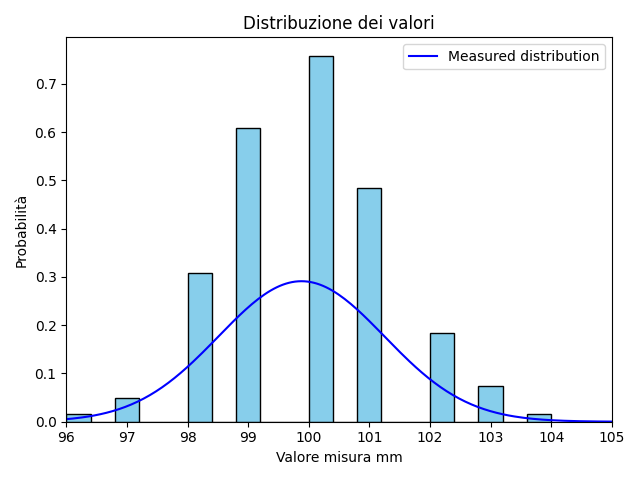 Distribuzione dei valori
Measured distribution
Probabilità
0.7
0.6
0.5
0.4
0.3
0.2
0.1
0.0
96 97 98 99 100 101 102 103 104 105
Valore misura mm